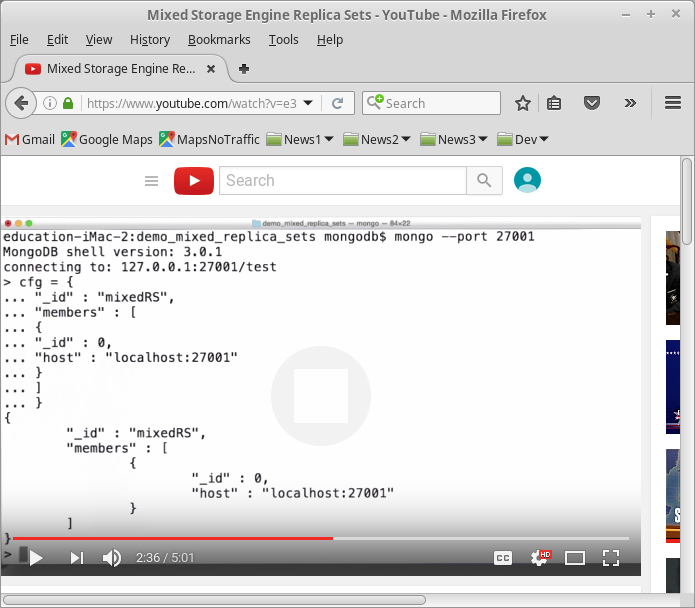 Mixed Storage Engine Replica Sets - YouTube - Mozilla Firefox
File Edit View History Bookmarks Tools Help
Mixed Storage Engine Re...
https://www.youtube.com/watch?v=e3
Search
Gmail Google Maps MapsNoTraffic News1 News2 News3 Dev
Search
demo_mixed_replica_sets — mongo — 84×22
education-iMac-2:demo_mixed_replica_sets mongodb$ mongo --port 27001
MongoDB shell version: 3.0.1
connecting to: 127.0.0.1:27001/test
> cfg = {
... "_id" : "mixedRS",
... "members" : [
... {
... "_id" : 0,
... "host" : "localhost:27001"
... }
... ]
... }
{
"_id" : "mixedRS",
"members" : [
{
"_id" : 0,
"host" : "localhost:27001"
}
]
}
>
2:36 / 5:01
CC
HD